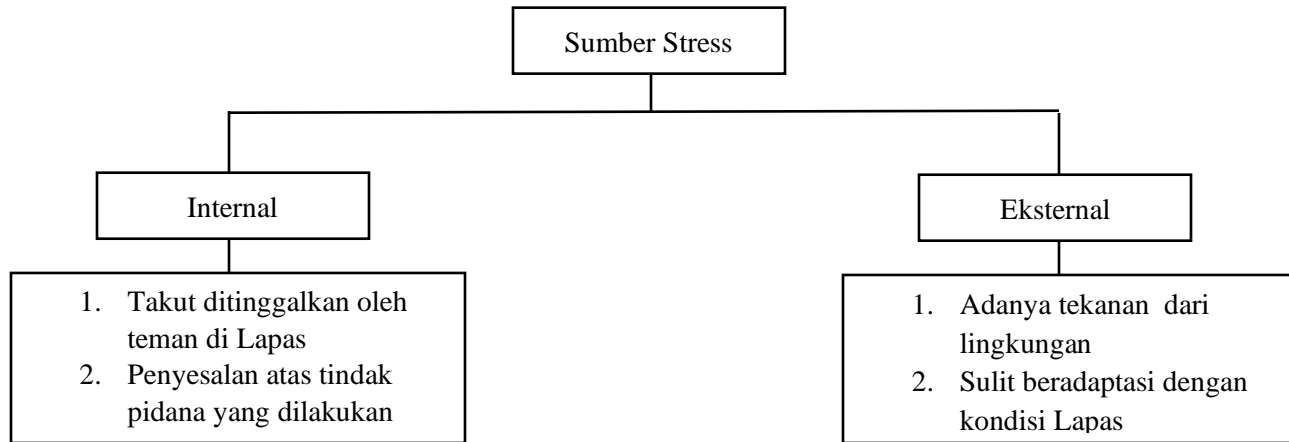 Sumber Stress
Internal
Eksternal
1. Takut ditinggalkan oleh
teman di Lapas
2. Penyesalan atas tindak
pidana yang dilakukan
1. Adanya tekanan dari
lingkungan
2. Sulit beradaptasi dengan
kondisi Lapas